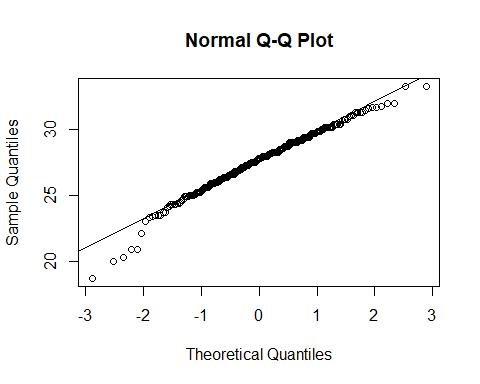 Normal Q-Q Plot
Sample Quantiles
30
25
20
-3 -2 -1 0 1 2 3
Theoretical Quantiles